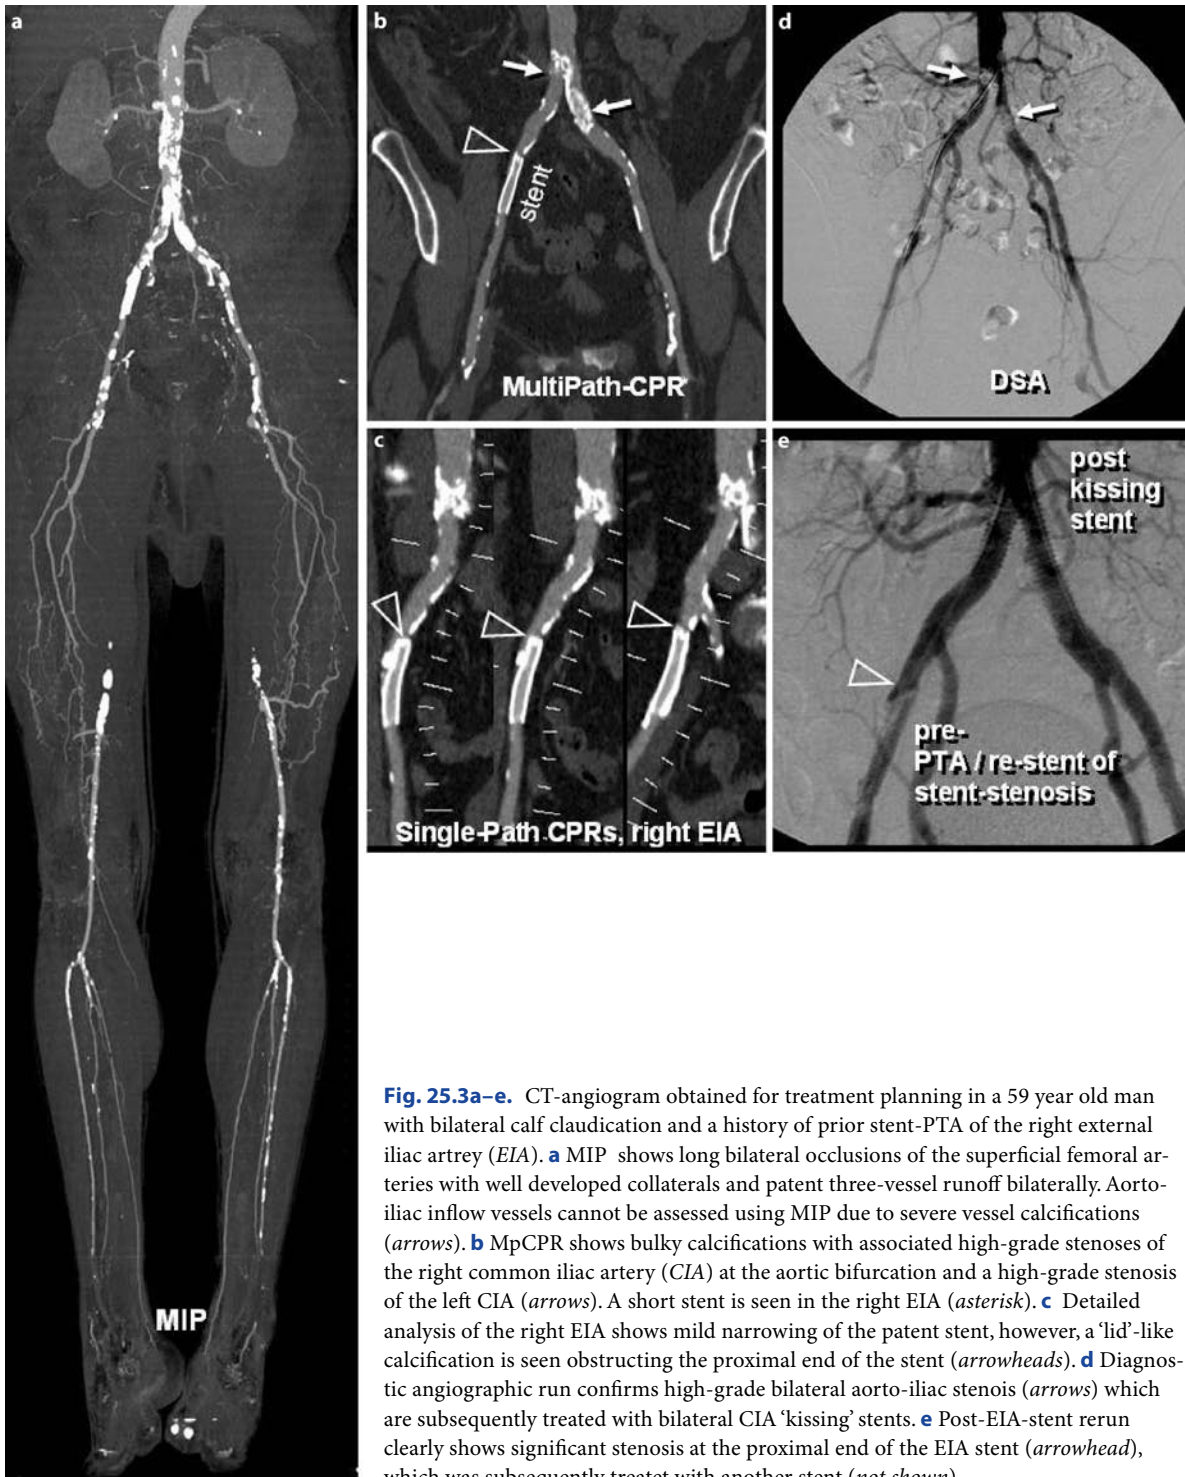 a
MIP
b
stent
MultiPath-CPR
c
Single-Path CPRs, right EIA
d
DSA
e
post
kissing
stent
pre-
PTA / re-stent of
stent-stenosis
Fig. 25.3a–e. CT-angiogram obtained for treatment planning in a 59 year old man
with bilateral calf claudication and a history of prior stent-PTA of the right external
iliac artrey (EIA). a MIP shows long bilateral occlusions of the superficial femoral ar-
teries with well developed collaterals and patent three-vessel runoff bilaterally. Aorto-
iliac inflow vessels cannot be assessed using MIP due to severe vessel calcifications
(arrows). b MpCPR shows bulky calcifications with associated high-grade stenoses of
the right common iliac artery (CIA) at the aortic bifurcation and a high-grade stenosis
of the left CIA (arrows). A short stent is seen in the right EIA (asterisk). c Detailed
analysis of the right EIA shows mild narrowing of the patent stent, however, a ‘lid’-like
calcification is seen obstructing the proximal end of the stent (arrowheads). d Diagnos-
tic angiographic run confirms high-grade bilateral aorto-iliac stenois (arrows) which
are subsequently treated with bilateral CIA ‘kissing’ stents. e Post-EIA-stent rerun
clearly shows significant stenosis at the proximal end of the EIA stent (arrowhead),
which was subsequently treatet with another stent (not shown)